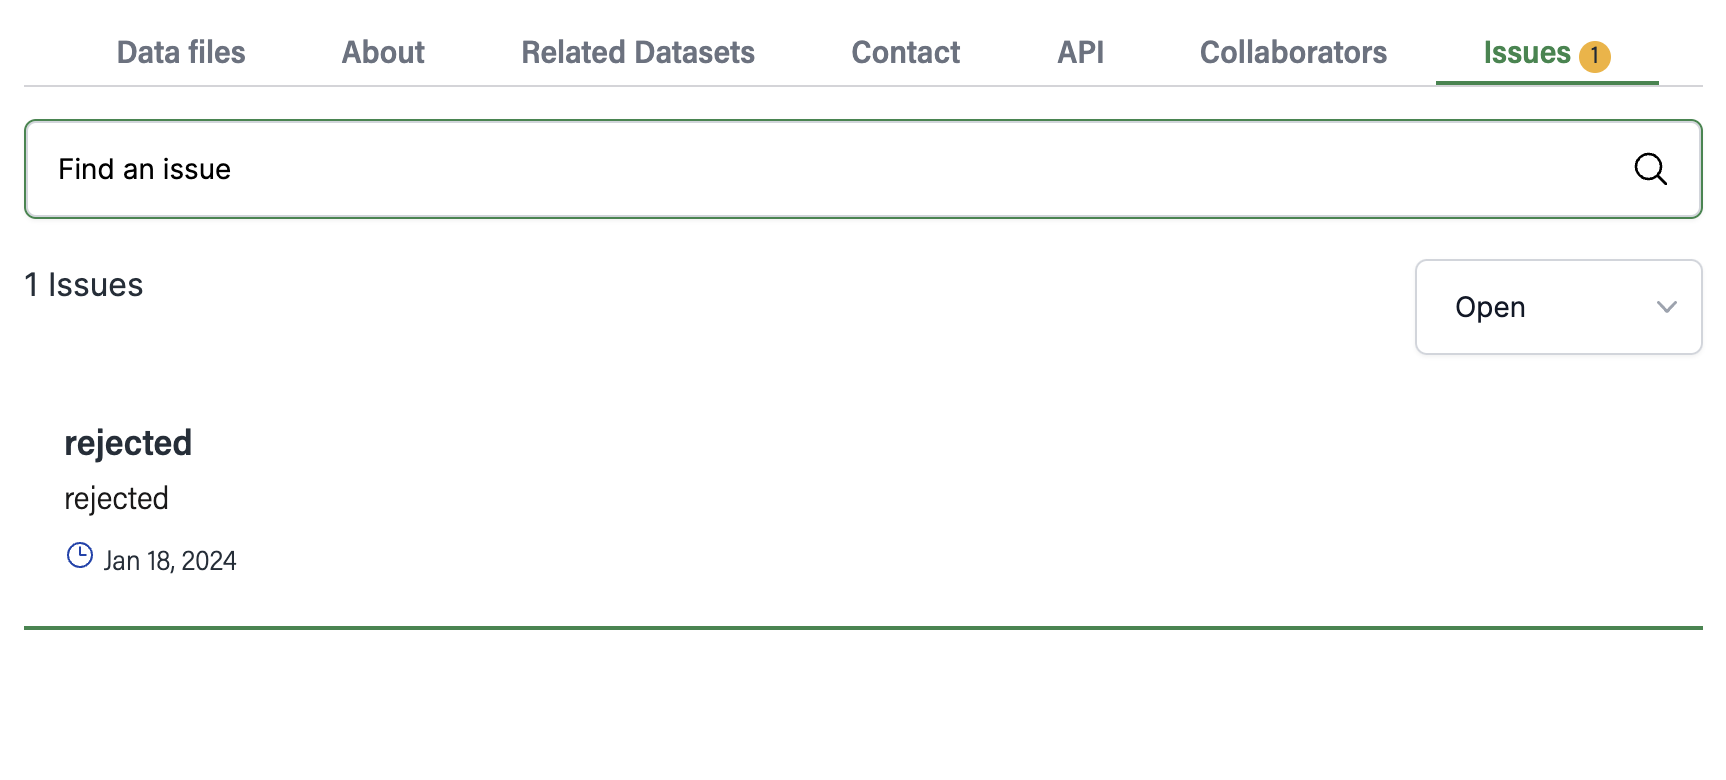 Data files About Related Datasets Contact API Collaborators Issues 1
Find an issue
1 Issues
Open
rejected
rejected
Jan 18, 2024